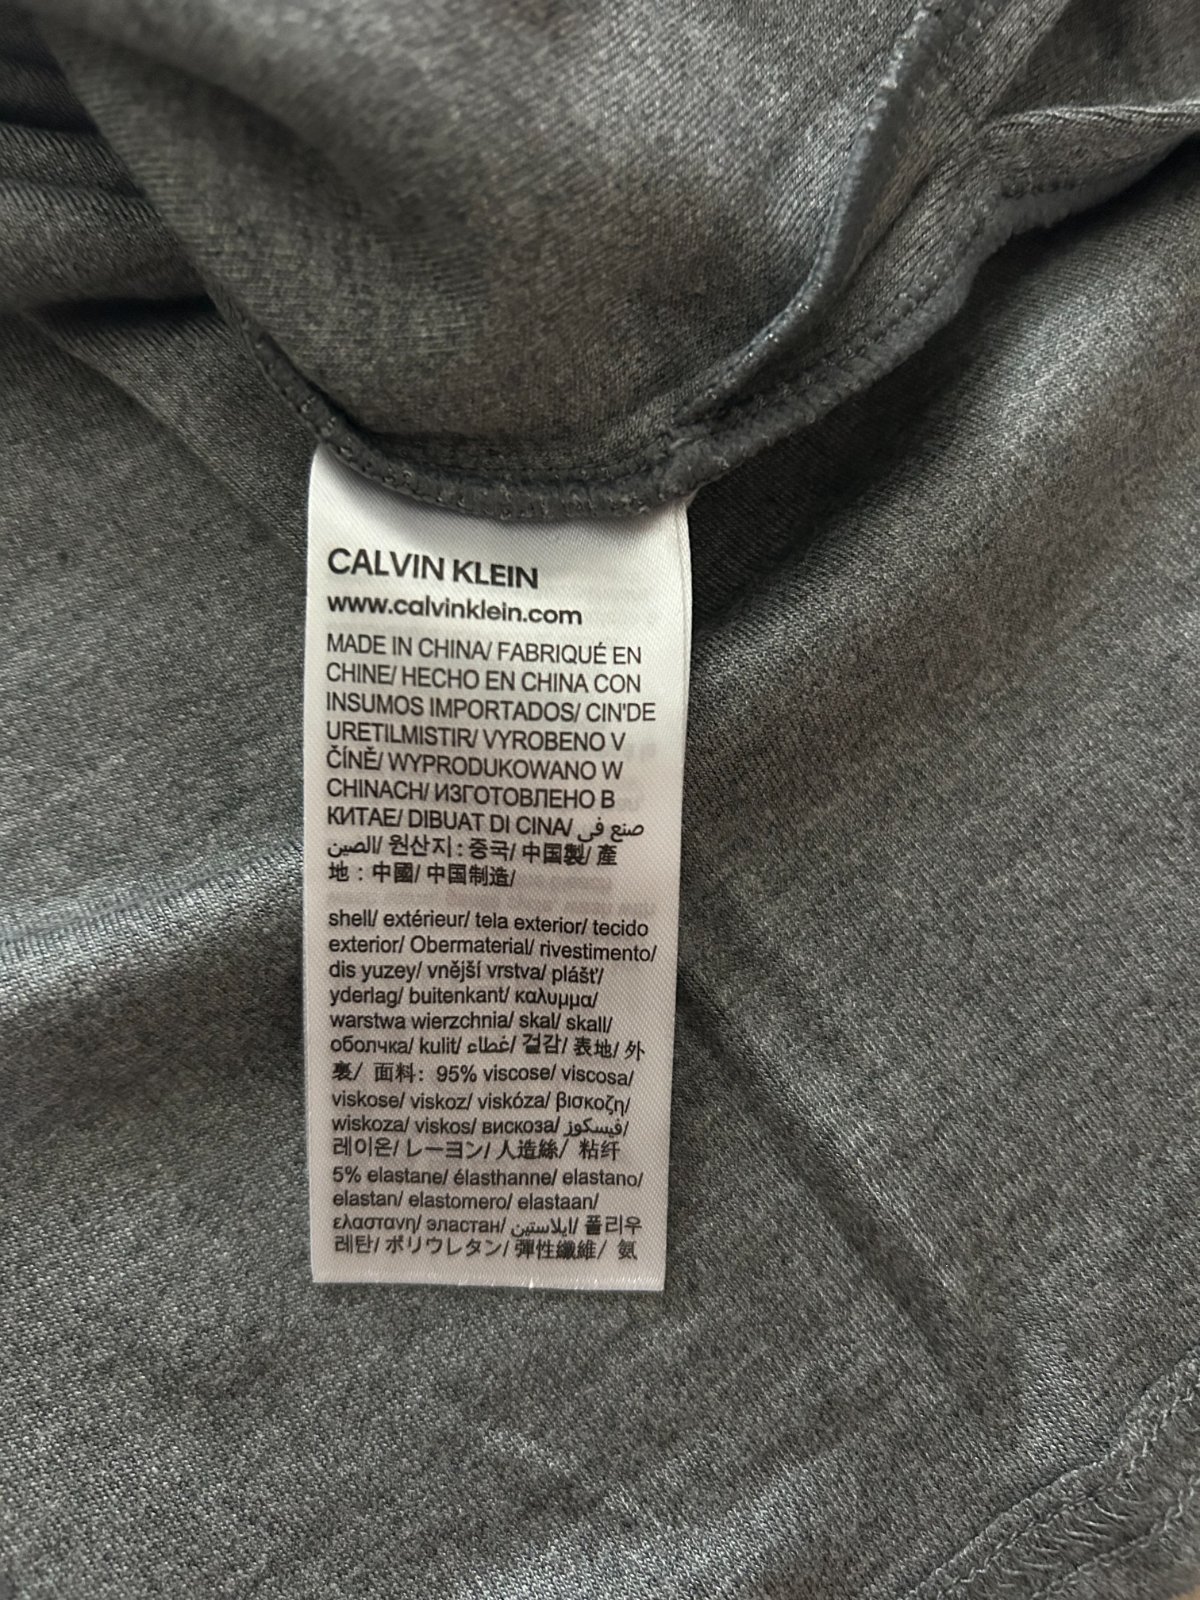 CALVIN KLEIN
www.calvinklein.com
MADE IN CHINA/ FABRIQUÉ EN
CHINE/ HECHO EN CHINA CON
INSUMOS IMPORTADOS/ CIN'DE
URETILMISTIR/ VYROBENO V
ČÍNĚ/ WYPRODUKOWANO W
CHINACH/ ИЗГОТОВЛЕНО В
КИТАЕ/ DIBUAT DI CINA/ صنع في
الصين/ 원산지 : 중국/ 中国製/ 產
地 : 中國/ 中国制造/
shell/ extérieur/ tela exterior/ tecido
exterior/ Obermaterial/ rivestimento/
dis yuzey/ vnější vrstva/ plášť/
yderlag/ buitenkant/ καλυμμα/
warstwa wierzchnia/ skal/ skall/
оболчка/ kulit/ غطاء/ 겉감/ 表地/ 外
裏/ 面料: 95% viscose/ viscosa/
viskose/ viskoz/ viskóza/ βισκοζη/
wiskoza/ viskos/ вискоза/ فيسكوز/
레이온/ レーヨン/ 人造絲/ 粘纤
5% elastane/ élasthanne/ elastano/
elastan/ elastomero/ elastaan/
ελαστανη/ эластан/ ايلاستين/ 폴리우
레탄/ ポリウレタン/ 彈性纖維/ 氨